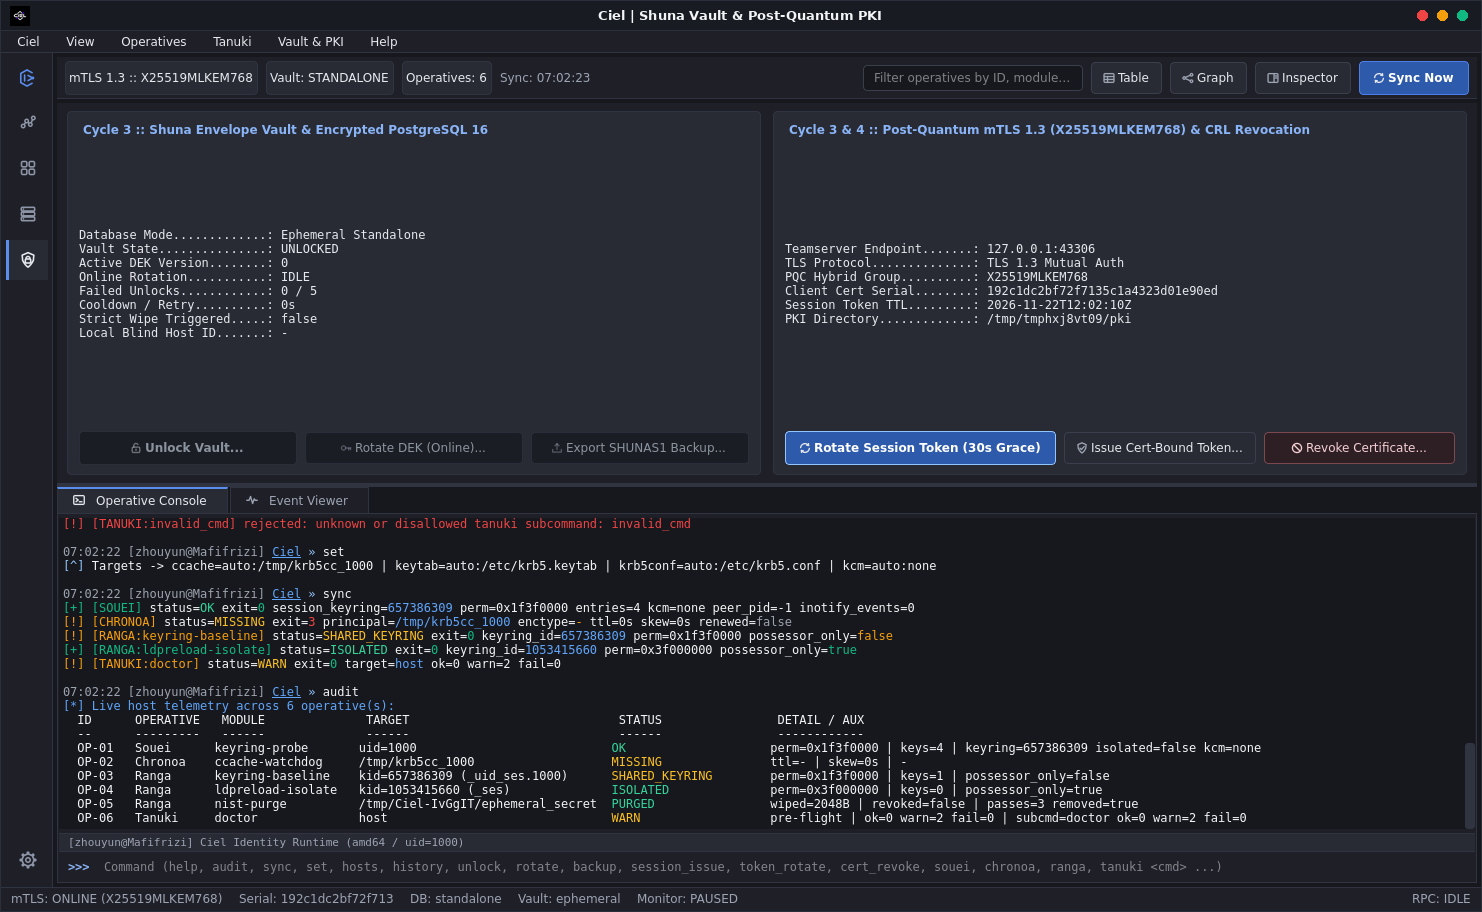 Ciel | Shuna Vault & Post-Quantum PKI
Ciel View Operatives Tanuki Vault & PKI Help
mTLS 1.3 :: X25519MLKEM768 Vault: STANDALONE Operatives: 6 Sync: 07:02:23 Filter operatives by ID, module... Table Graph Inspector Sync Now
Cycle 3 :: Shuna Envelope Vault & Encrypted PostgreSQL 16
Database Mode.............: Ephemeral Standalone
Vault State...............: UNLOCKED
Active DEK Version........: 0
Online Rotation...........: IDLE
Failed Unlocks............: 0 / 5
Cooldown / Retry..........: 0s
Strict Wipe Triggered.....: false
Local Blind Host ID.......: -
Unlock Vault... Rotate DEK (Online)... Export SHUNAS1 Backup...
Cycle 3 & 4 :: Post-Quantum mTLS 1.3 (X25519MLKEM768) & CRL Revocation
Teamserver Endpoint.......: 127.0.0.1:43306
TLS Protocol..............: TLS 1.3 Mutual Auth
PQC Hybrid Group..........: X25519MLKEM768
Client Cert Serial........: 192c1dc2bf72f7135c1a4323d01e90ed
Session Token TTL.........: 2026-11-22T12:02:10Z
PKI Directory.............: /tmp/tmphxj8vt09/pki
Rotate Session Token (30s Grace) Issue Cert-Bound Token... Revoke Certificate...
Operative Console Event Viewer
[!] [TANUKI:invalid_cmd] rejected: unknown or disallowed tanuki subcommand: invalid_cmd
07:02:22 [zhouyun@Mafifrizi] Ciel » set
[^] Targets -> ccache=auto:/tmp/krb5cc_1000 | keytab=auto:/etc/krb5.keytab | krb5conf=auto:/etc/krb5.conf | kcm=auto:none
07:02:22 [zhouyun@Mafifrizi] Ciel » sync
[+] [SOUEI] status=OK exit=0 session_keyring=657386309 perm=0x1f3f0000 entries=4 kcm=none peer_pid=-1 inotify_events=0
[!] [CHRONOA] status=MISSING exit=3 principal=/tmp/krb5cc_1000 enctype=- ttl=0s skew=0s renewed=false
[!] [RANGA:keyring-baseline] status=SHARED_KEYRING exit=0 keyring_id=657386309 perm=0x1f3f0000 possessor_only=false
[+] [RANGA:ldpreload-isolate] status=ISOLATED exit=0 keyring_id=1053415660 perm=0x3f000000 possessor_only=true
[!] [TANUKI:doctor] status=WARN exit=0 target=host ok=0 warn=2 fail=0
07:02:22 [zhouyun@Mafifrizi] Ciel » audit
[*] Live host telemetry across 6 operative(s):
ID OPERATIVE MODULE TARGET STATUS DETAIL / AUX
-- --------- ------ ------ ------ ------------
OP-01 Souei keyring-probe uid=1000 OK perm=0x1f3f0000 | keys=4 | keyring=657386309 isolated=false kcm=none
OP-02 Chronoa ccache-watchdog /tmp/krb5cc_1000 MISSING ttl=- | skew=0s | -
OP-03 Ranga keyring-baseline kid=657386309 (_uid_ses.1000) SHARED_KEYRING perm=0x1f3f0000 | keys=1 | possessor_only=false
OP-04 Ranga ldpreload-isolate kid=1053415660 (_ses) ISOLATED perm=0x3f000000 | keys=0 | possessor_only=true
OP-05 Ranga nist-purge /tmp/Ciel-IvGgIT/ephemeral_secret PURGED wiped=2048B | revoked=false | passes=3 removed=true
OP-06 Tanuki doctor host WARN pre-flight | ok=0 warn=2 fail=0 | subcmd=doctor ok=0 warn=2 fail=0
[zhouyun@Mafifrizi] Ciel Identity Runtime (amd64 / uid=1000)
>>> Command (help, audit, sync, set, hosts, history, unlock, rotate, backup, session_issue, token_rotate, cert_revoke, souei, chronoa, ranga, tanuki <cmd> ...)
mTLS: ONLINE (X25519MLKEM768) Serial: 192c1dc2bf72f713 DB: standalone Vault: ephemeral Monitor: PAUSED RPC: IDLE